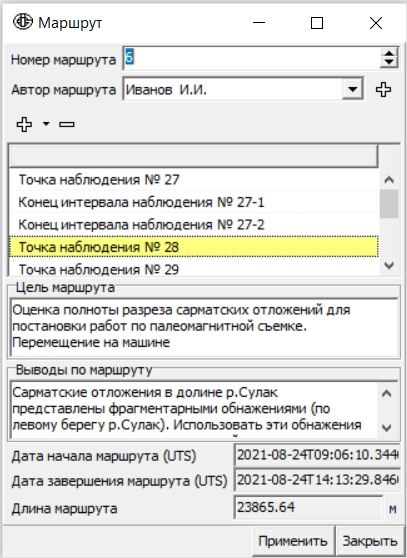 Маршрут
Номер маршрута 6
Автор маршрута Иванов И.И.
Точка наблюдения № 27
Конец интервала наблюдения № 27-1
Конец интервала наблюдения № 27-2
Точка наблюдения № 28
Точка наблюдения № 29
Цель маршрута
Оценка полноты разреза сарматских отложений для
постановки работ по палеомагнитой съемке.
Перемещение на машине
Выводы по маршруту
Сарматские отложения в долине р.Сулак
представлены фрагментарными обнажениями (по
левому берегу р.Сулак). Использовать эти обнажения
Дата начала маршрута (UTS) 2021-08-24T09:06:10.344
Дата завершения маршрута (UTS) 2021-08-24T14:13:29.846
Длина маршрута 23865.64 м
Применить Закрыть